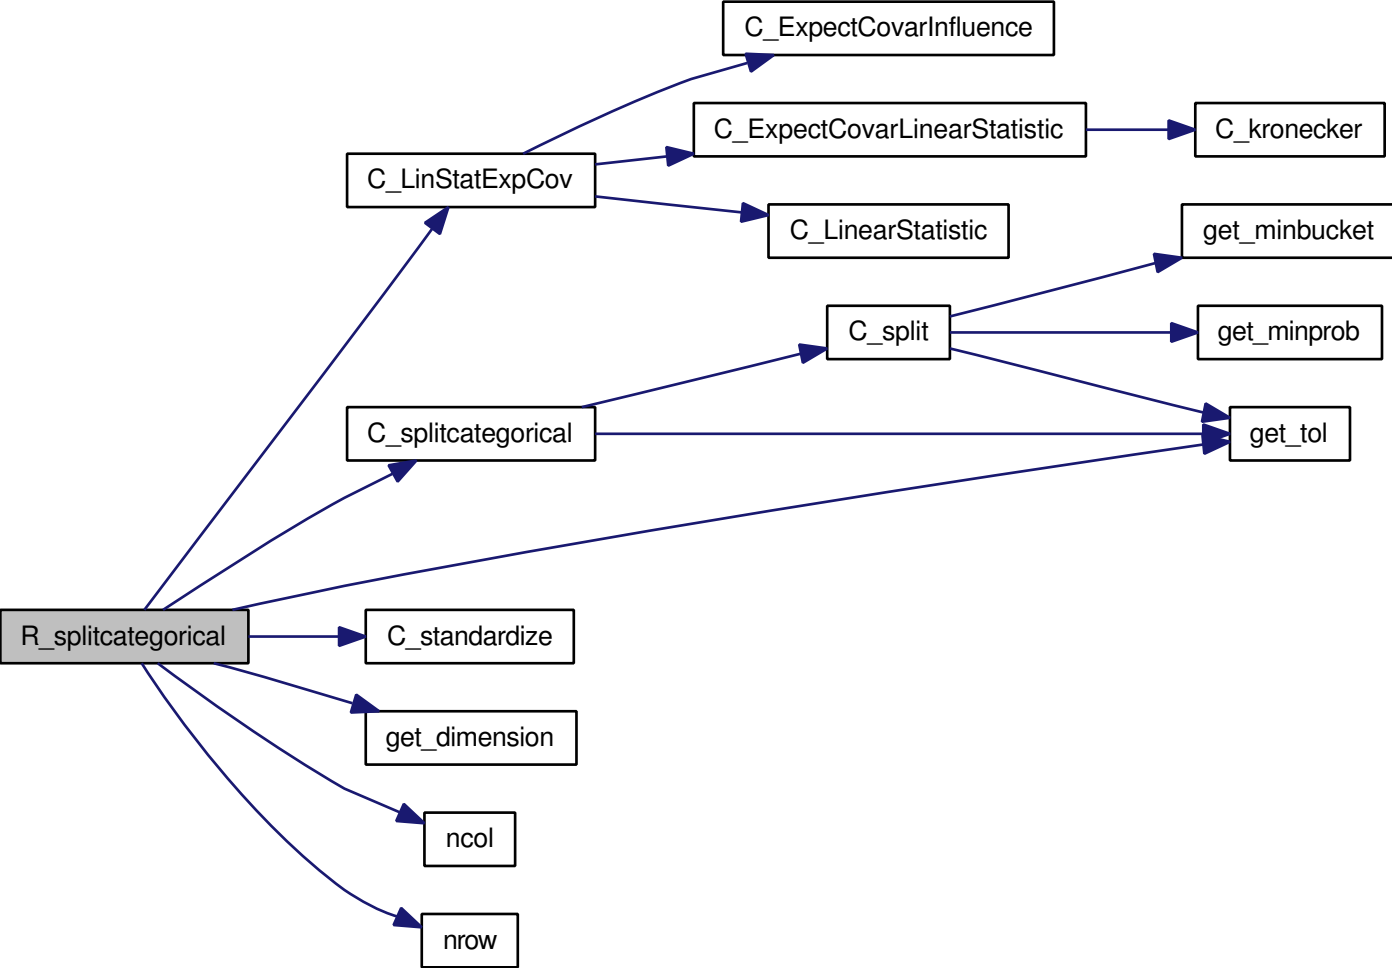 C_ExpectCovarInfluence
C_ExpectCovarLinearStatistic
C_kronecker
C_LinStatExpCov
C_LinearStatistic
get_minbucket
C_split
get_minprob
C_splitcategorical
get_tol
R_splitcategorical
C_standardize
get_dimension
ncol
nrow